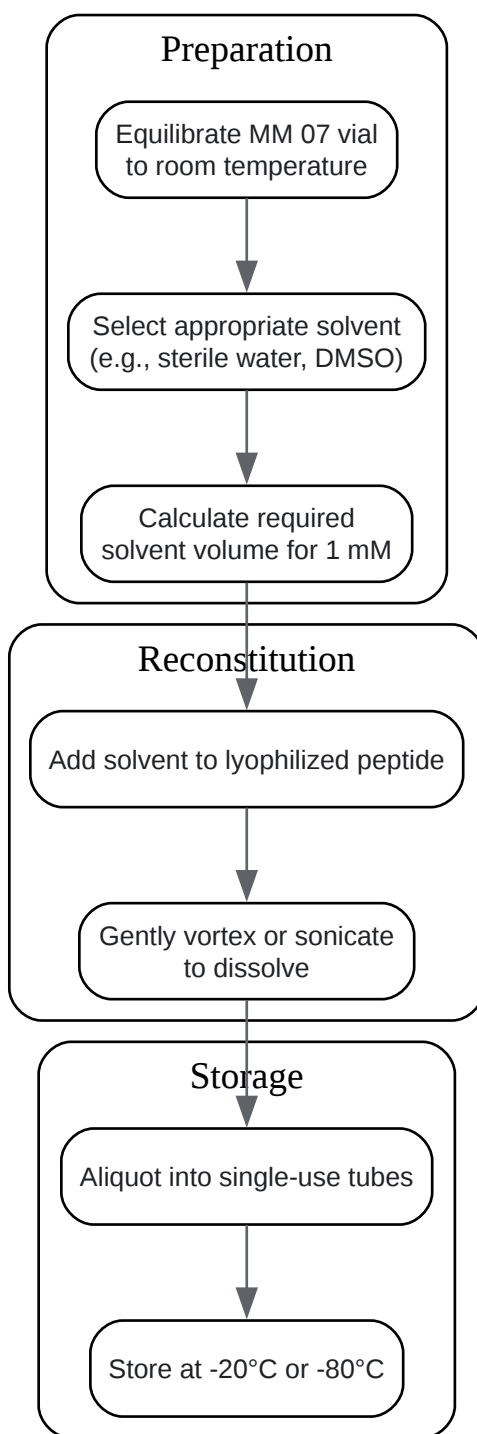 Preparation
Equilibrate MM 07 vial
to room temperature
Select appropriate solvent
(e.g., sterile water, DMSO)
Calculate required
solvent volume for 1 mM
Reconstitution
Add solvent to lyophilized peptide
Gently vortex or sonicate
to dissolve
Storage
Aliquot into single-use tubes
Store at -20°C or -80°C